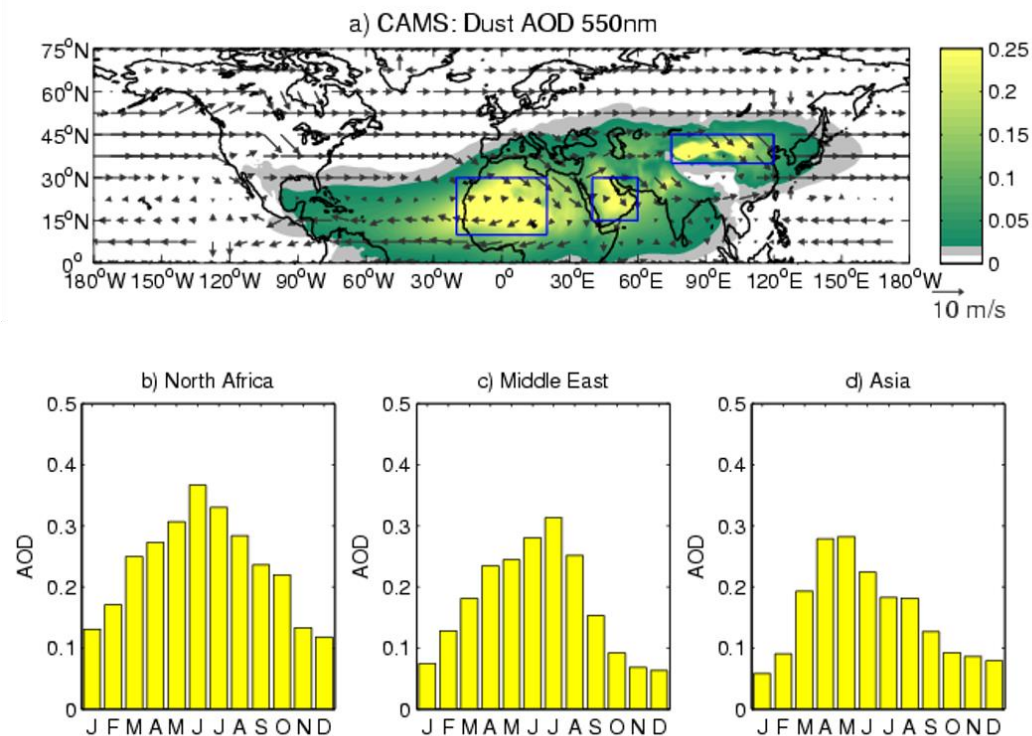 a) CAMS: Dust AOD 550nm
75°N
60°N
45°N
30°N
15°N
0°
180°W 150°W 120°W 90°W 60°W 30°W 0° 30°E 60°E 90°E 120°E 150°E 180°W
0.25
0.2
0.15
0.1
0.05
0
10 m/s
b) North Africa
0.5
0.4
0.3
0.2
0.1
0
AOD
J F M A M J J A S O N D
c) Middle East
0.5
0.4
0.3
0.2
0.1
0
AOD
J F M A M J J A S O N D
d) Asia
0.5
0.4
0.3
0.2
0.1
0
AOD
J F M A M J J A S O N D